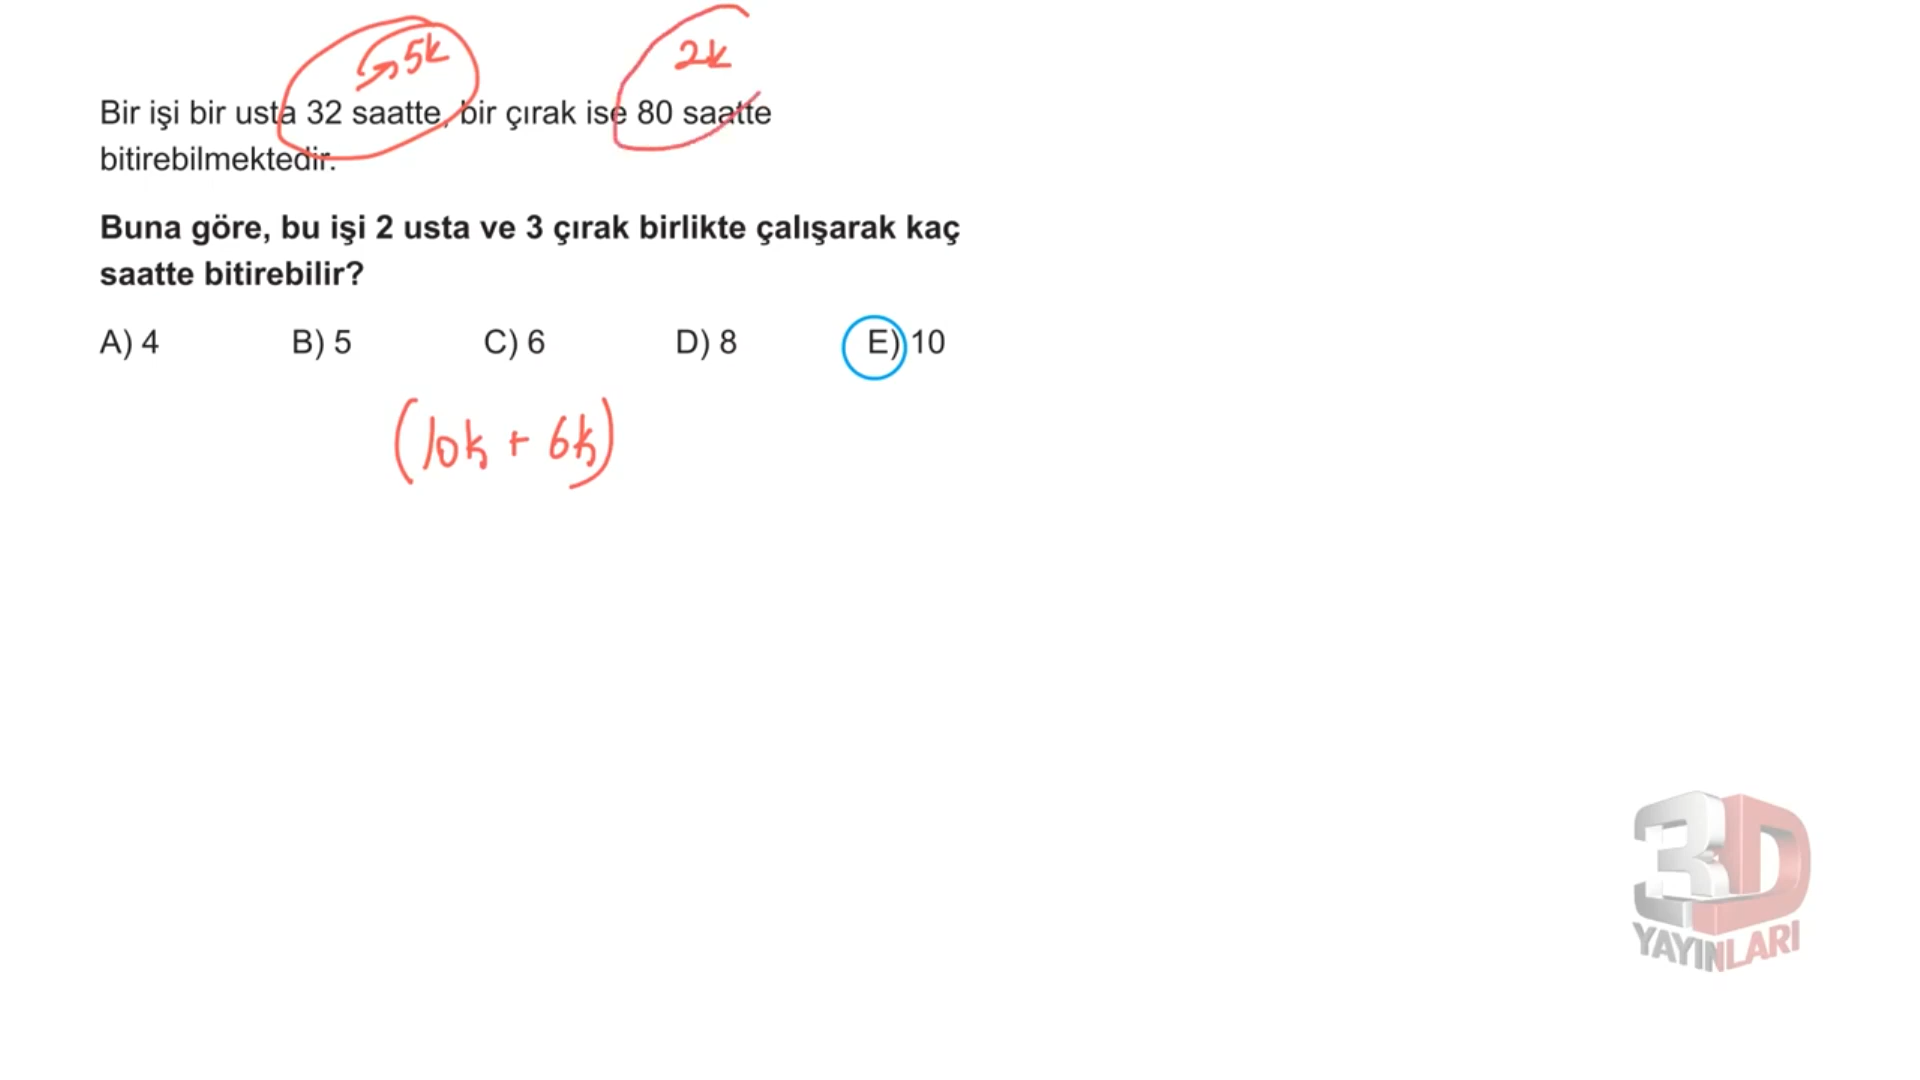 5k
2k
Bir işi bir usta 32 saatte, bir çırak ise 80 saatte
bitirebilmektedir.
Buna göre, bu işi 2 usta ve 3 çırak birlikte çalışarak kaç
saatte bitirebilir?
A) 4 B) 5 C) 6 D) 8 E) 10
(10k + 6k)
3D
YAYINLARI